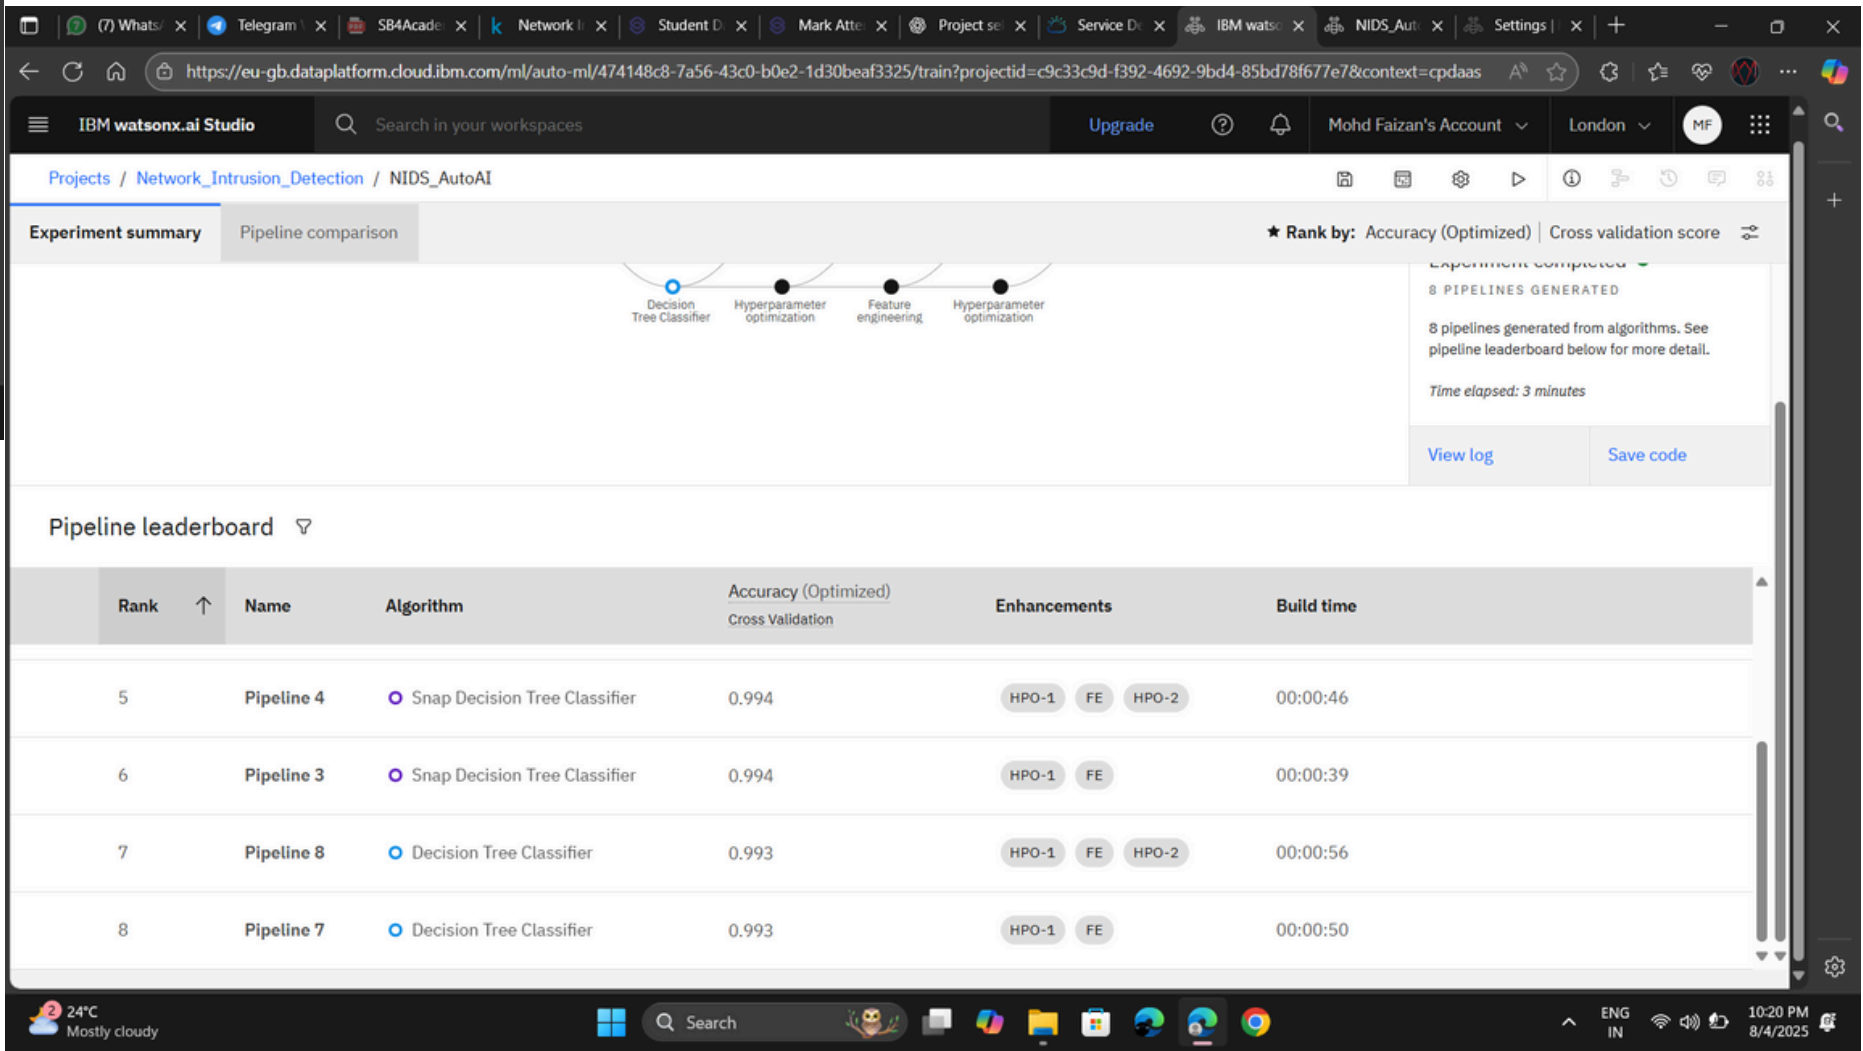 (7) Whats/
Telegram
SB4Acade
Network I
Student D
Mark Atte
Project se
Service De
IBM watso
NIDS_Auto
Settings |
https://eu-gb.dataplatform.cloud.ibm.com/ml/auto-ml/474148c8-7a56-43c0-b0e2-1d30beaf3325/train?projectid=c9c33c9d-f392-4692-9bd4-85bd78f677e7&context=cpdaas
IBM watsonx.ai Studio
Search in your workspaces
Upgrade
Mohd Faizan's Account
London
MF
Projects / Network_Intrusion_Detection / NIDS_AutoAI
Experiment summary
Pipeline comparison
★ Rank by: Accuracy (Optimized) | Cross validation score
Decision
Tree Classifier
Hyperparameter
optimization
Feature
engineering
Hyperparameter
optimization
Experiment completed
8 PIPELINES GENERATED
8 pipelines generated from algorithms. See
pipeline leaderboard below for more detail.
Time elapsed: 3 minutes
View log
Save code
Pipeline leaderboard
Rank ↑ Name Algorithm Accuracy (Optimized) Enhancements Build time
Cross Validation
5 Pipeline 4 Snap Decision Tree Classifier 0.994 HPO-1 FE HPO-2 00:00:46
6 Pipeline 3 Snap Decision Tree Classifier 0.994 HPO-1 FE 00:00:39
7 Pipeline 8 Decision Tree Classifier 0.993 HPO-1 FE HPO-2 00:00:56
8 Pipeline 7 Decision Tree Classifier 0.993 HPO-1 FE 00:00:50
2
24°C
Mostly cloudy
Search
ENG
IN
10:20 PM
8/4/2025